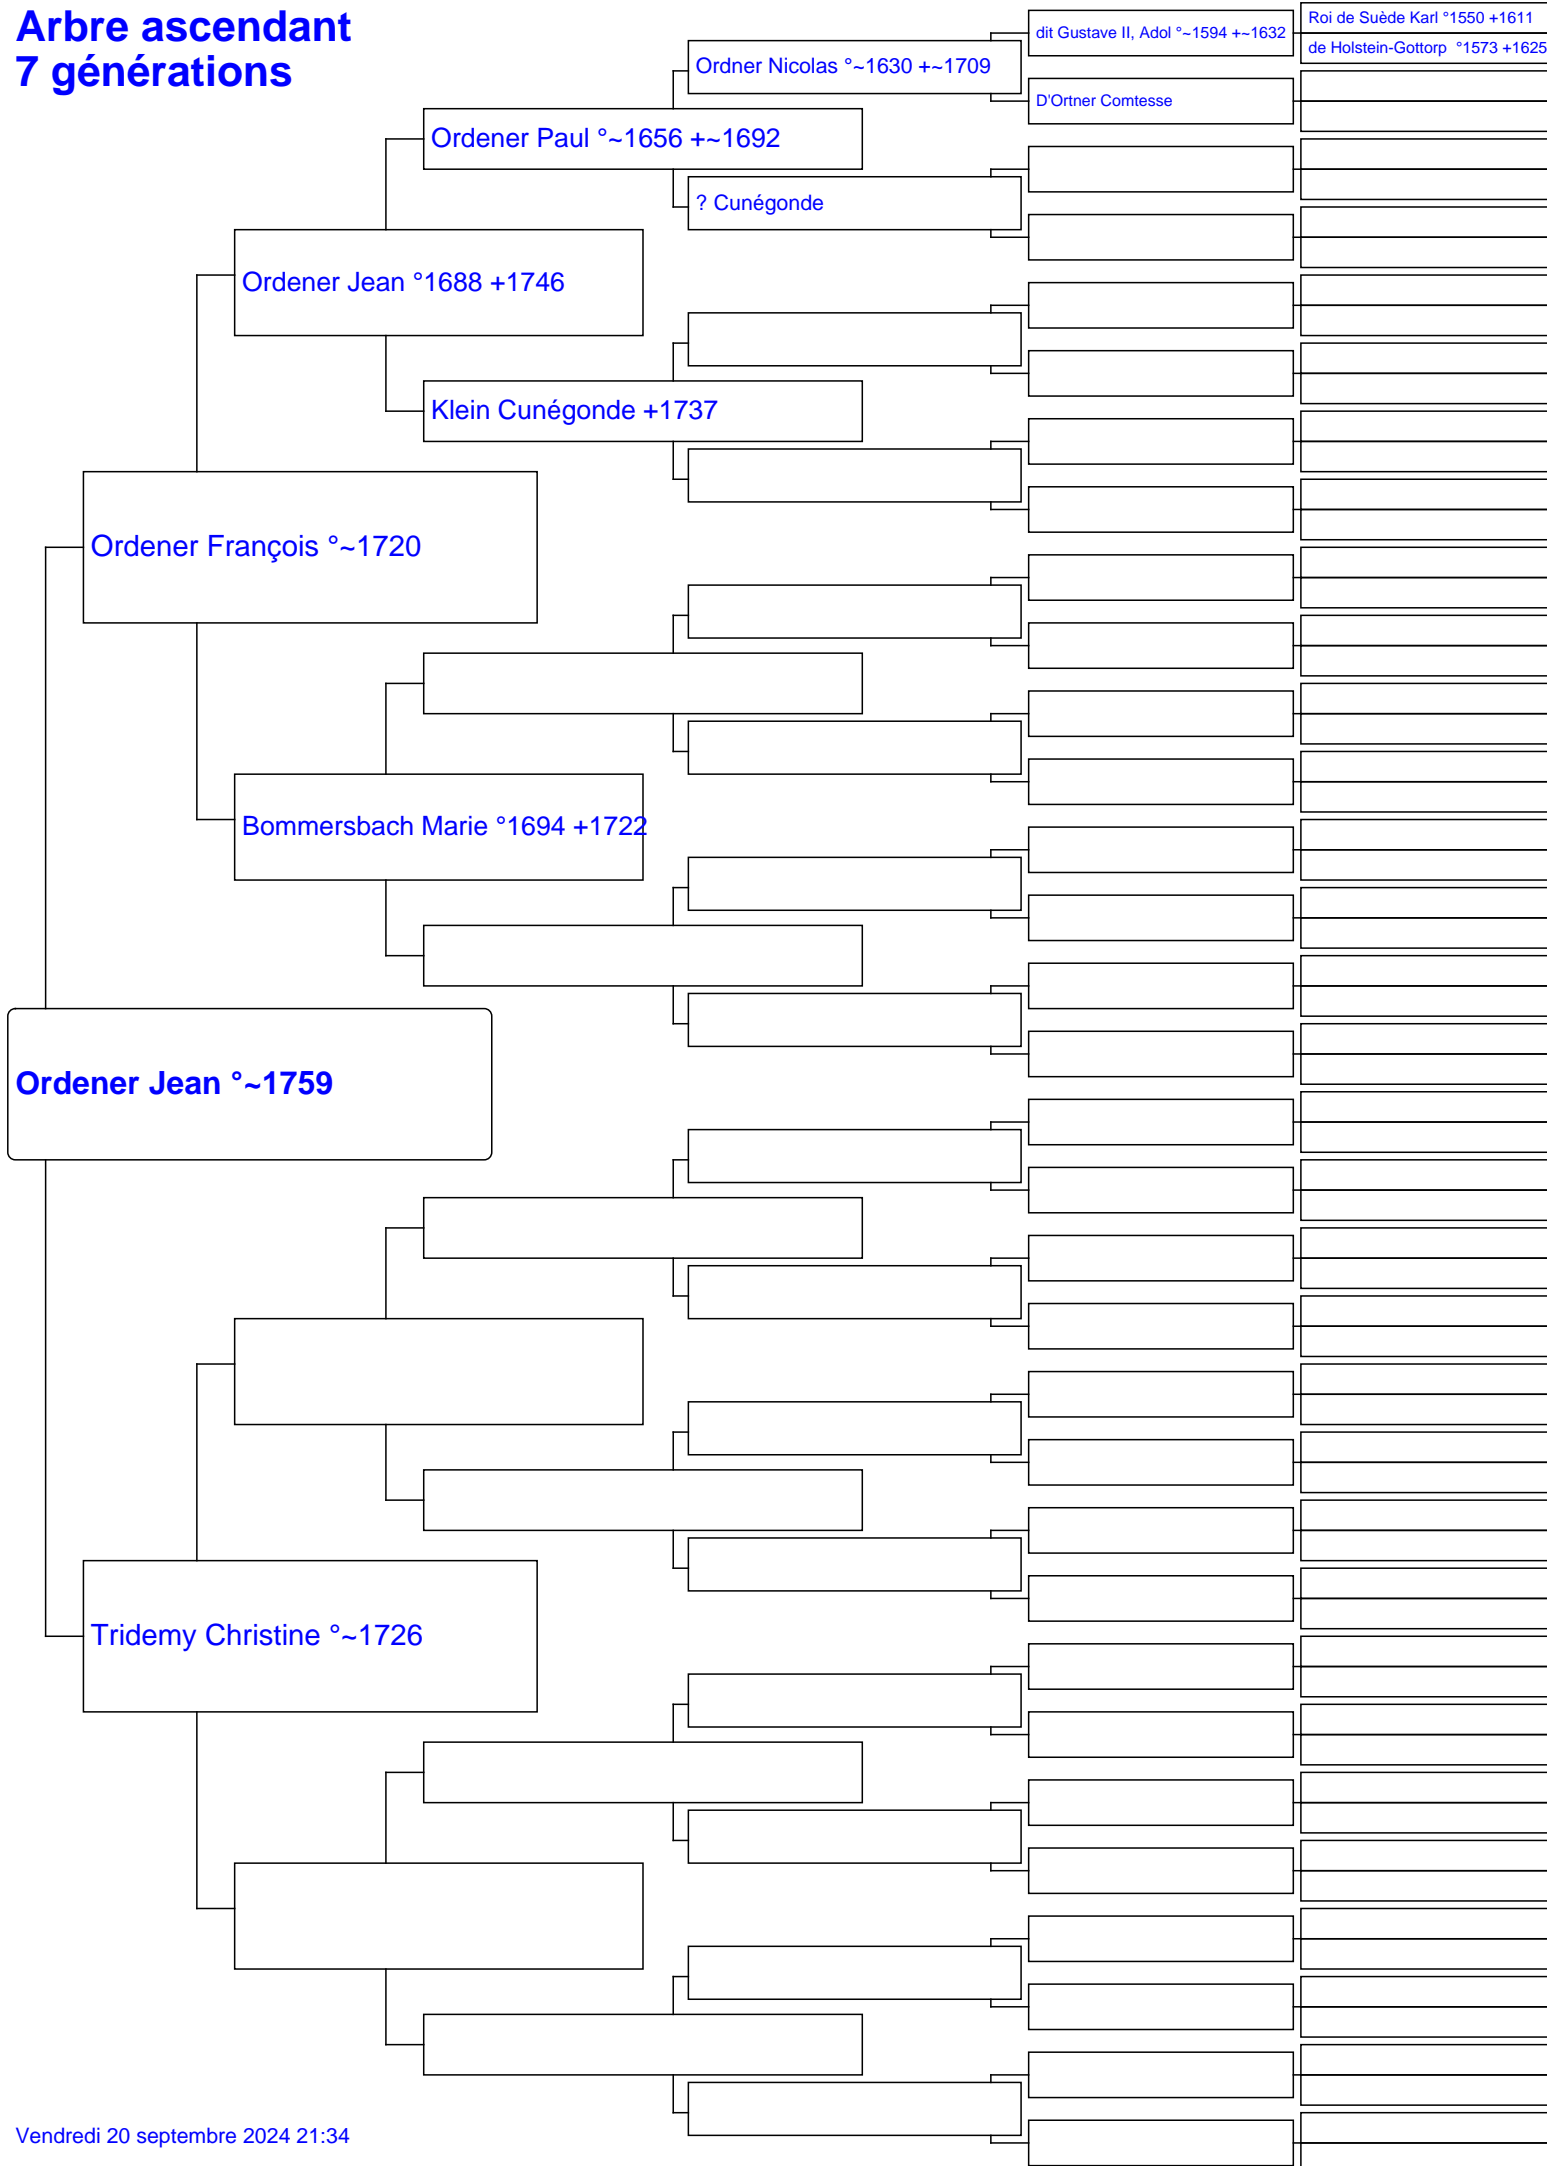 Arbre ascendant
7 générations
Roi de Suède Karl °1550 +1611
dit Gustave II, Adol °~1594 +~1632
de Holstein-Gottorp °1573 +1625
Ordner Nicolas °~1630 +~1709
D'Ortner Comtesse
Ordener Paul °~1656 +~1692
? Cunégonde
Ordener Jean °1688 +1746
Klein Cunégonde +1737
Ordener François °~1720
Bommersbach Marie °1694 +1722
Ordener Jean °~1759
Tridemy Christine °~1726
Vendredi 20 septembre 2024 21:34